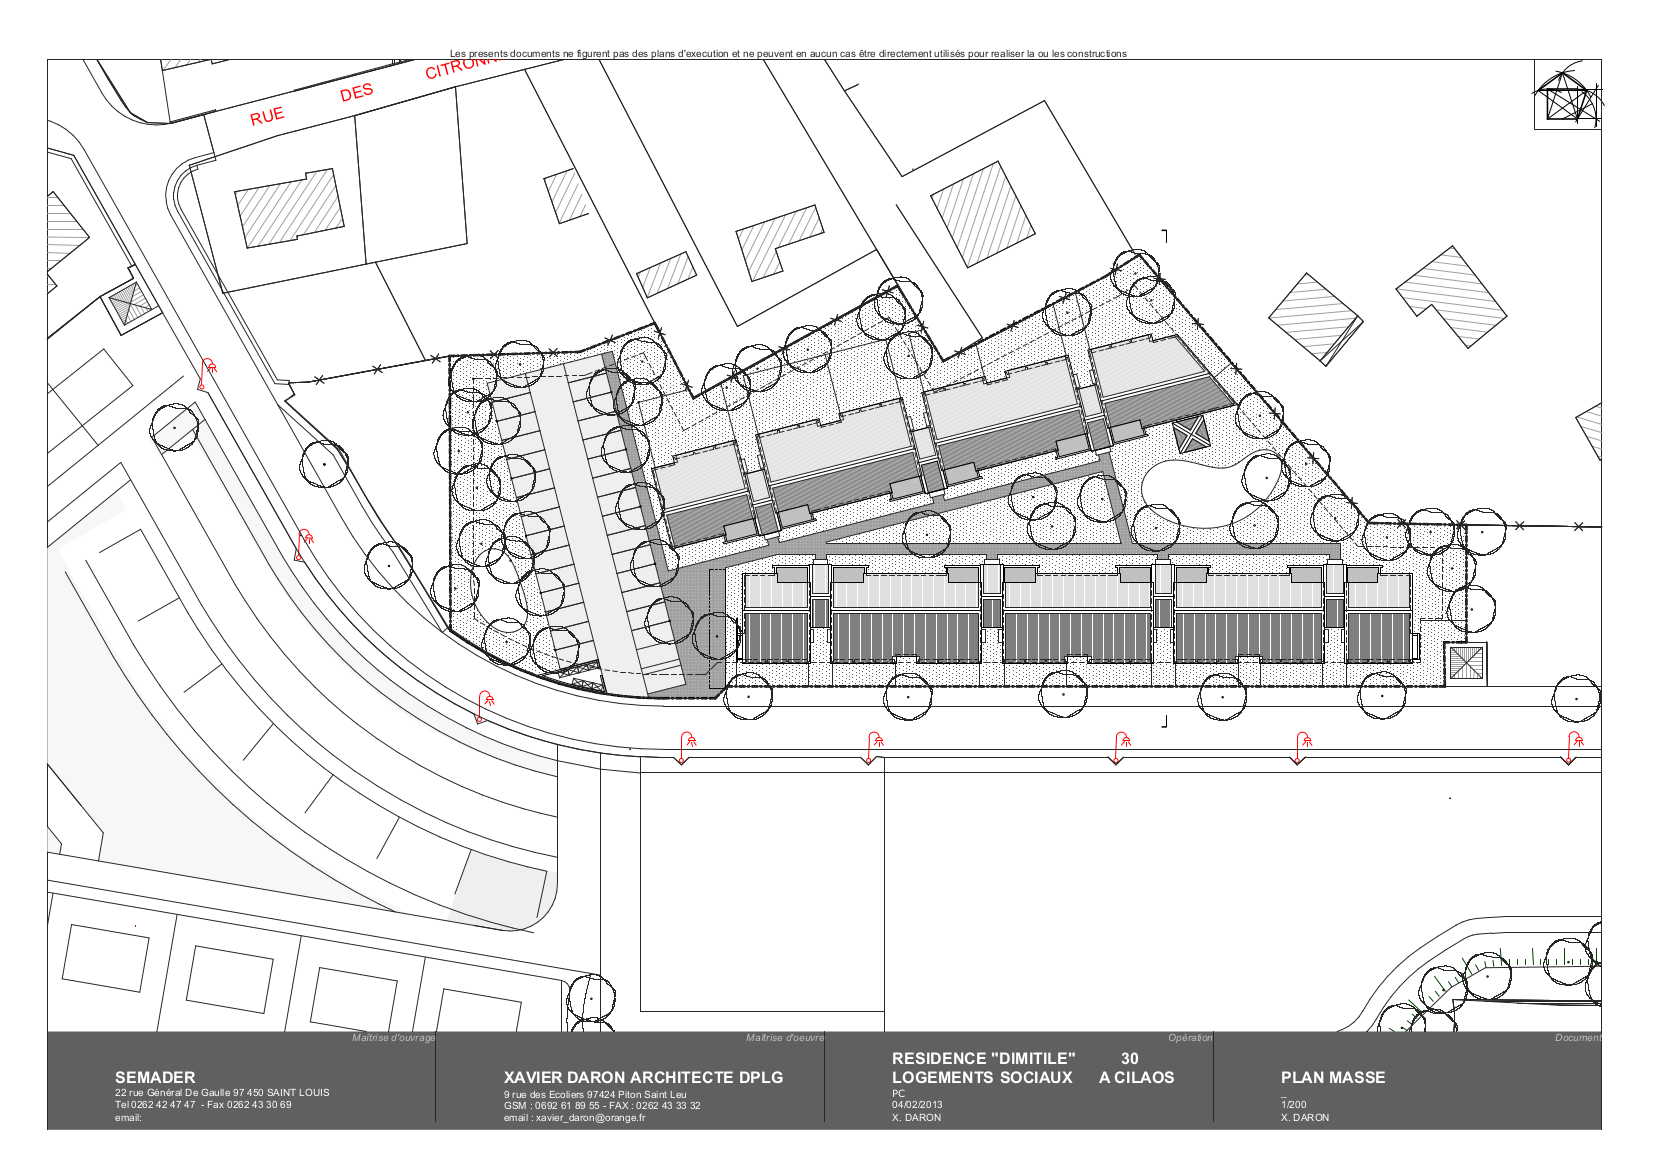 Les presents documents ne figurent pas des plans d'execution et ne peuvent en aucun cas être directement utilisés pour realiser la ou les constructions
RUE DES
Maîtrise d'ouvrage
SEMADER
22 rue Général De Gaulle 97 450 SAINT LOUIS
Tel 0262 42 47 47 - Fax 0262 43 30 69
email:
Maîtrise d'oeuvre
XAVIER DARON ARCHITECTE DPLG
9 rue des Ecoliers 97424 Piton Saint Leu
GSM : 0692 61 89 55 - FAX : 0262 43 33 32
email : xavier_daron@orange.fr
Opération
RESIDENCE "DIMITILE" 30
LOGEMENTS SOCIAUX A CILAOS
PC
04/02/2013
X. DARON
Document
PLAN MASSE
_
1/200
X. DARON